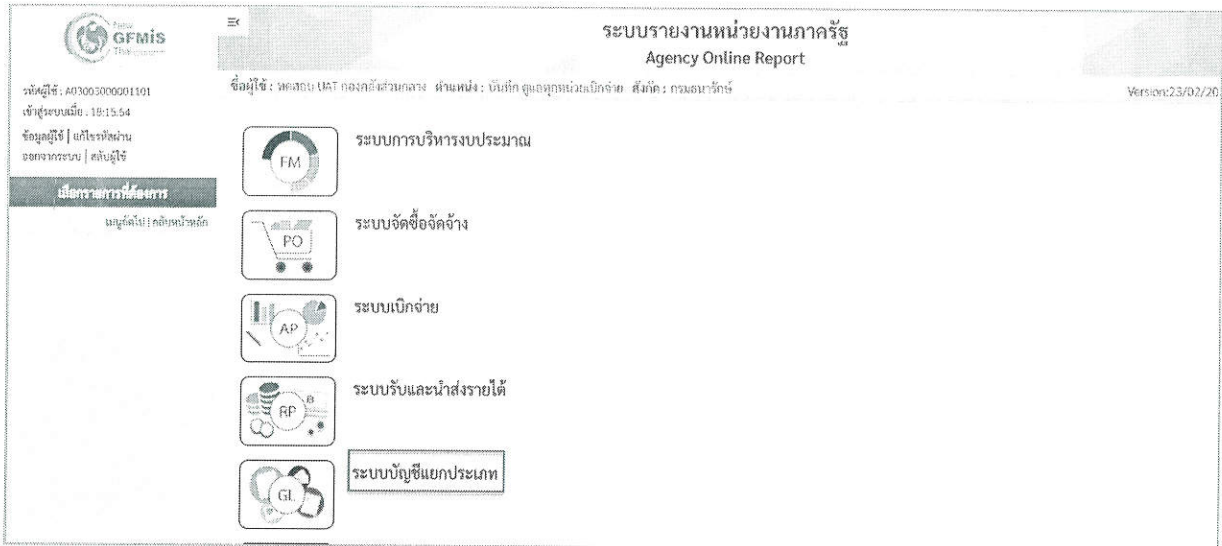 GFMIS
Thai
ระบบรายงานหน่วยงานภาครัฐ
Agency Online Report
รหัสผู้ใช้ : A03003000001101
เข้าสู่ระบบเมื่อ : 18:15:54
ข้อมูลผู้ใช้ | แก้ไขรหัสผ่าน
ออกจากระบบ | สลับผู้ใช้
ชื่อผู้ใช้ : ทดสอบ UAT กองคลังส่วนกลาง ตำแหน่ง : บันทึก ดูแลทุกหน่วยเบิกจ่าย สังกัด : กรมธนารักษ์
Version:23/02/20
เลือกรายการที่ต้องการ
เมนูถัดไป | กลับหน้าหลัก
FM
ระบบการบริหารงบประมาณ
PO
ระบบจัดซื้อจัดจ้าง
AP
ระบบเบิกจ่าย
RP
B
ระบบรับและนำส่งรายได้
GL
ระบบบัญชีแยกประเภท